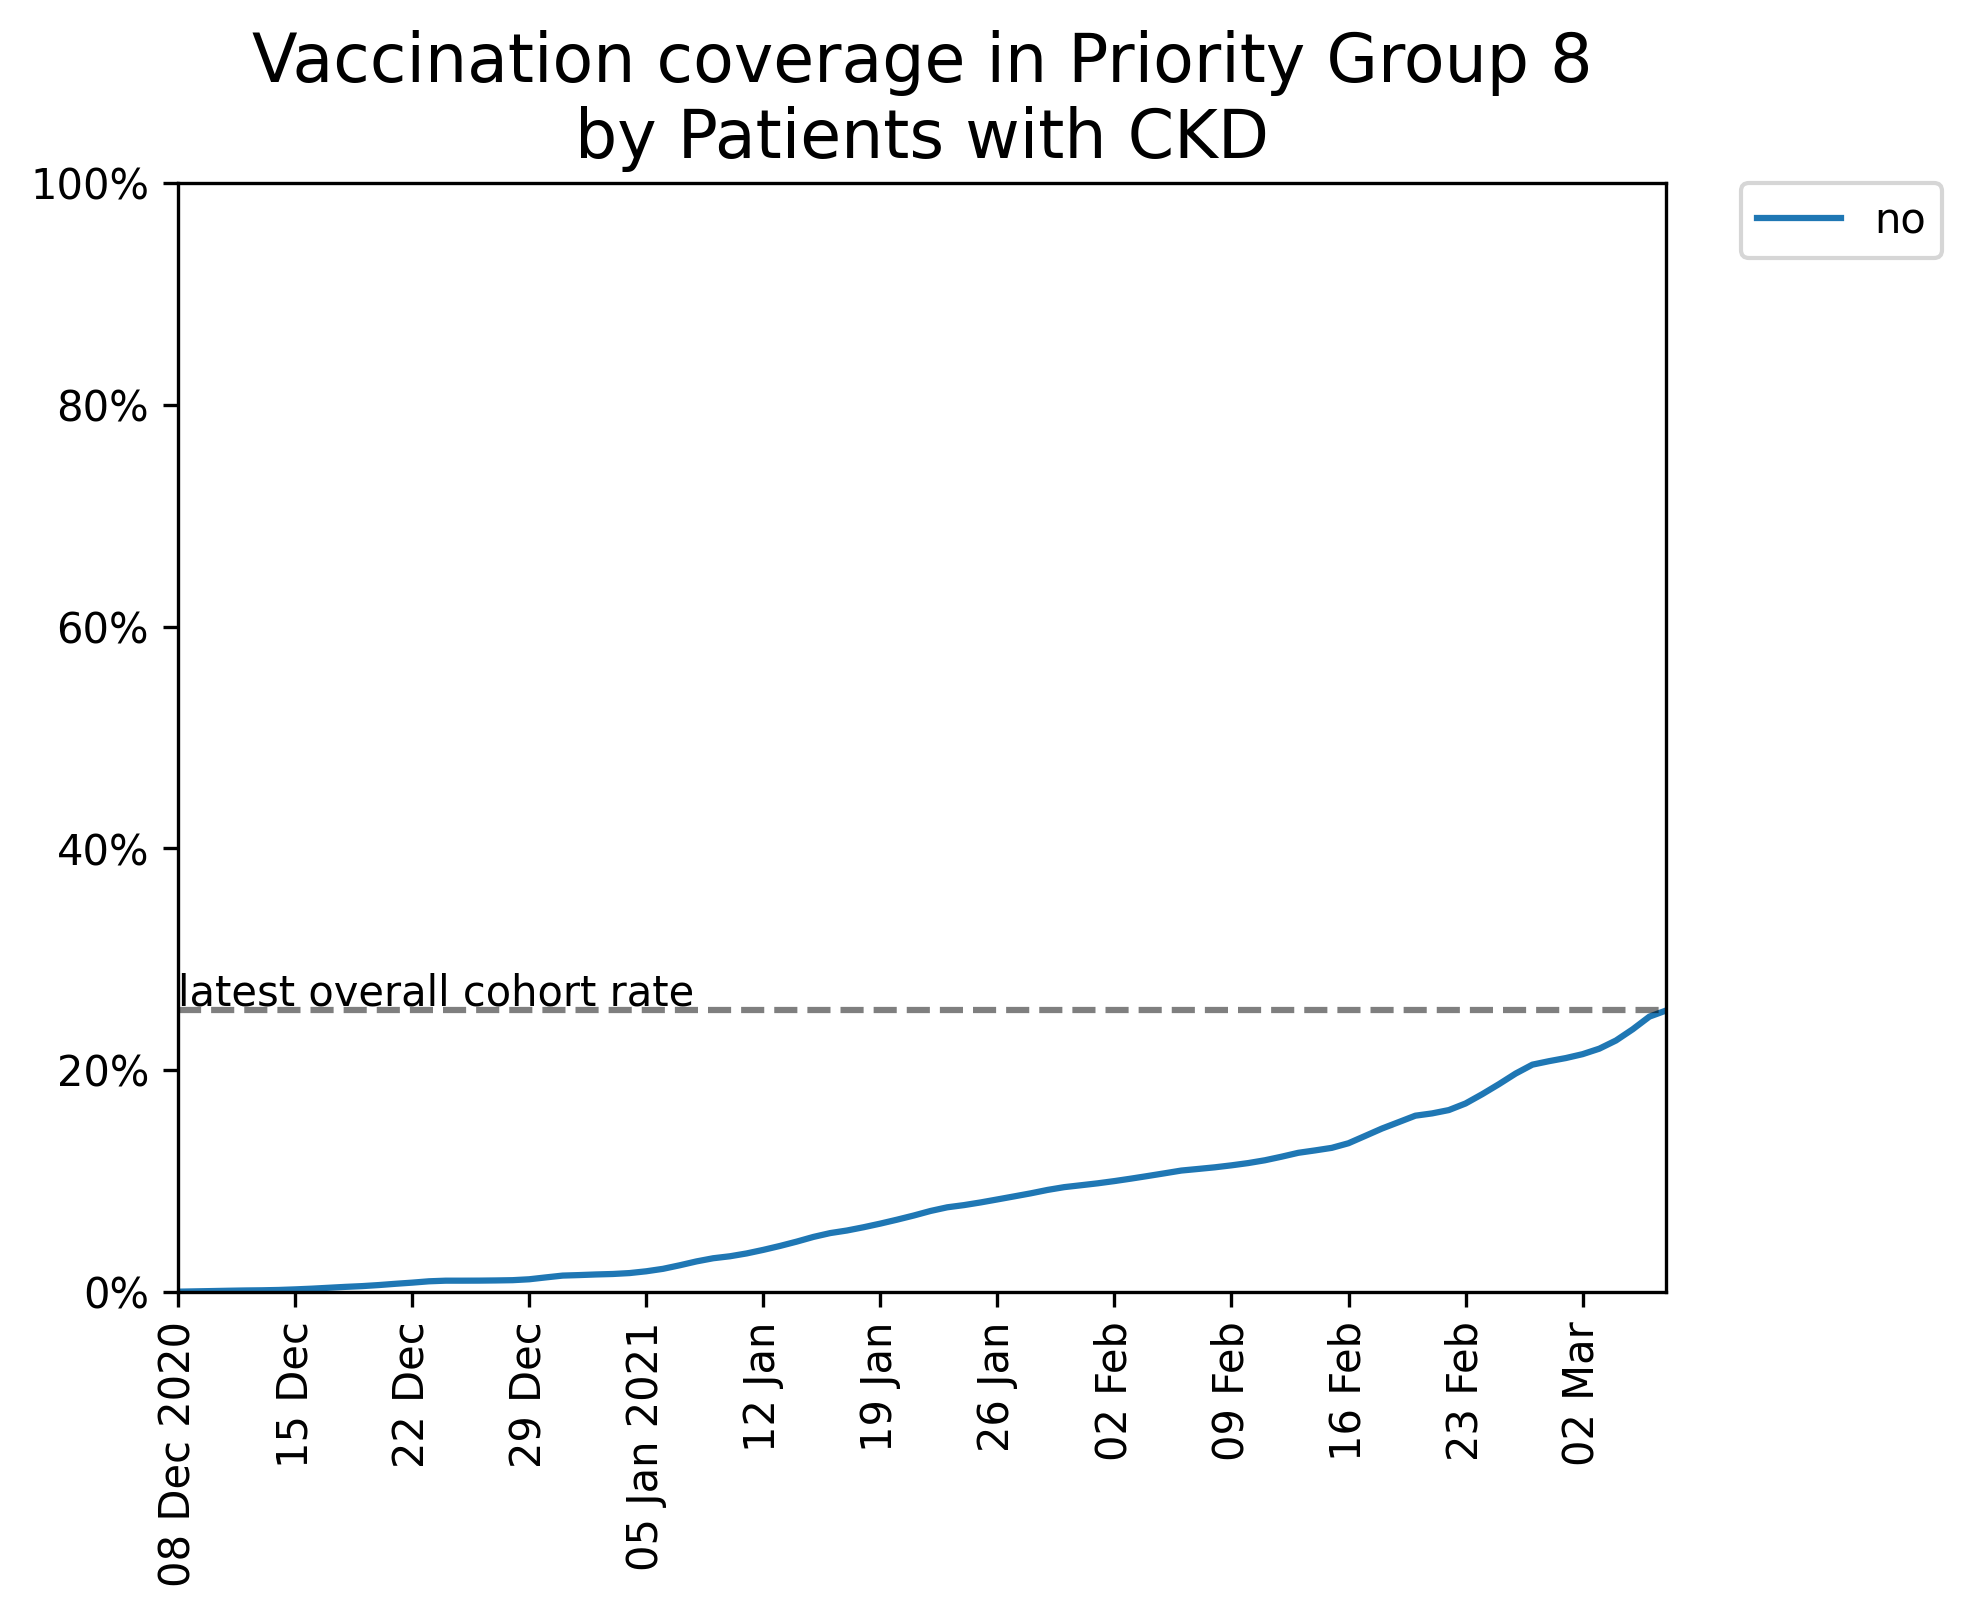 Vaccination coverage in Priority Group 8
by Patients with CKD
100%
80%
60%
40%
20%
0%
latest overall cohort rate
no
08 Dec 2020
15 Dec
22 Dec
29 Dec
05 Jan 2021
12 Jan
19 Jan
26 Jan
02 Feb
09 Feb
16 Feb
23 Feb
02 Mar